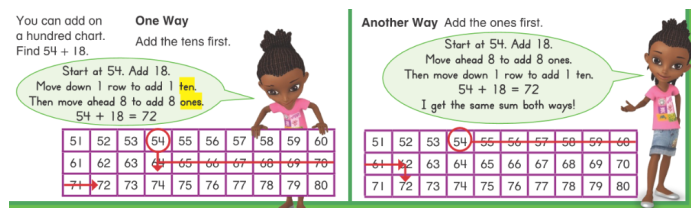 You can add on
a hundred chart.
Find 54 + 18.
One Way
Add the tens first.
Start at 54. Add 18.
Move down 1 row to add 1 ten.
Then move ahead 8 to add 8 ones.
54 + 18 = 72
51 52 53 54 55 56 57 58 59 60
61 62 63 64 65 66 67 68 69 70
71 72 73 74 75 76 77 78 79 80
Another Way Add the ones first.
Start at 54. Add 18.
Move ahead 8 to add 8 ones.
Then move down 1 row to add 1 ten.
54 + 18 = 72
I get the same sum both ways!
51 52 53 54 55 56 57 58 59 60
61 62 63 64 65 66 67 68 69 70
71 72 73 74 75 76 77 78 79 80